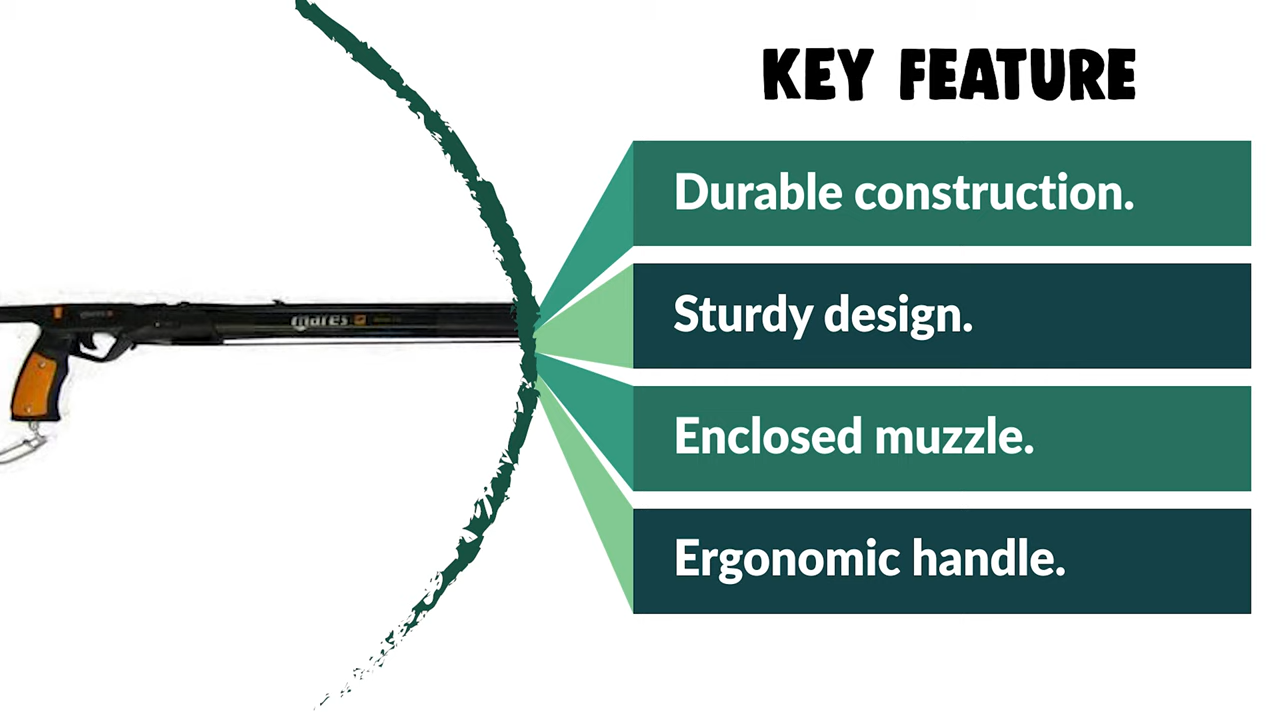 KEY FEATURE
Durable construction.
Sturdy design.
mares
Enclosed muzzle.
Ergonomic handle.